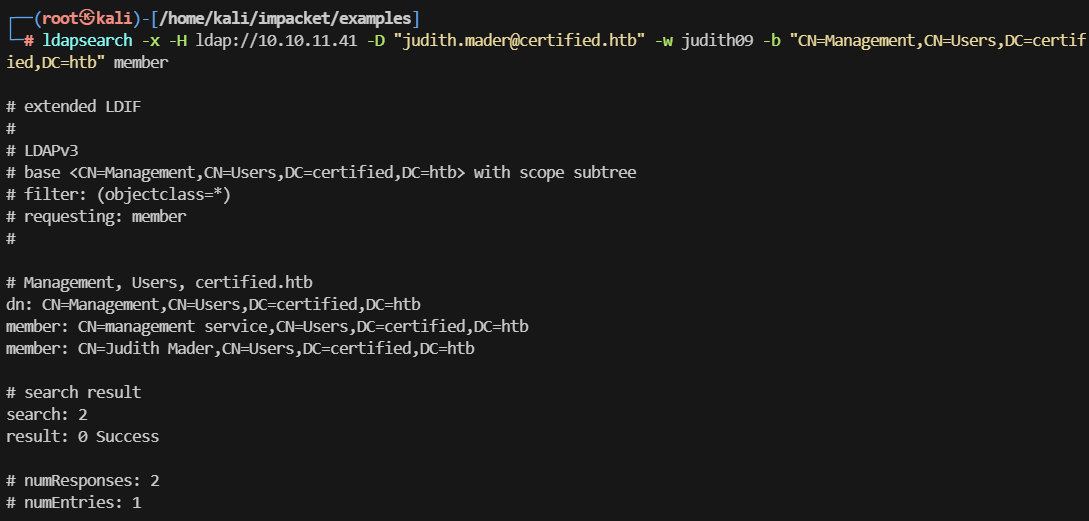 ┌──(root㉿kali)-[/home/kali/impacket/examples]
└─# ldapsearch -x -H ldap://10.10.11.41 -D "judith.mader@certified.htb" -w judith09 -b "CN=Management,CN=Users,DC=certif
ied,DC=htb" member
# extended LDIF
#
# LDAPv3
# base <CN=Management,CN=Users,DC=certified,DC=htb> with scope subtree
# filter: (objectclass=*)
# requesting: member
#
# Management, Users, certified.htb
dn: CN=Management,CN=Users,DC=certified,DC=htb
member: CN=management service,CN=Users,DC=certified,DC=htb
member: CN=Judith Mader,CN=Users,DC=certified,DC=htb
# search result
search: 2
result: 0 Success
# numResponses: 2
# numEntries: 1